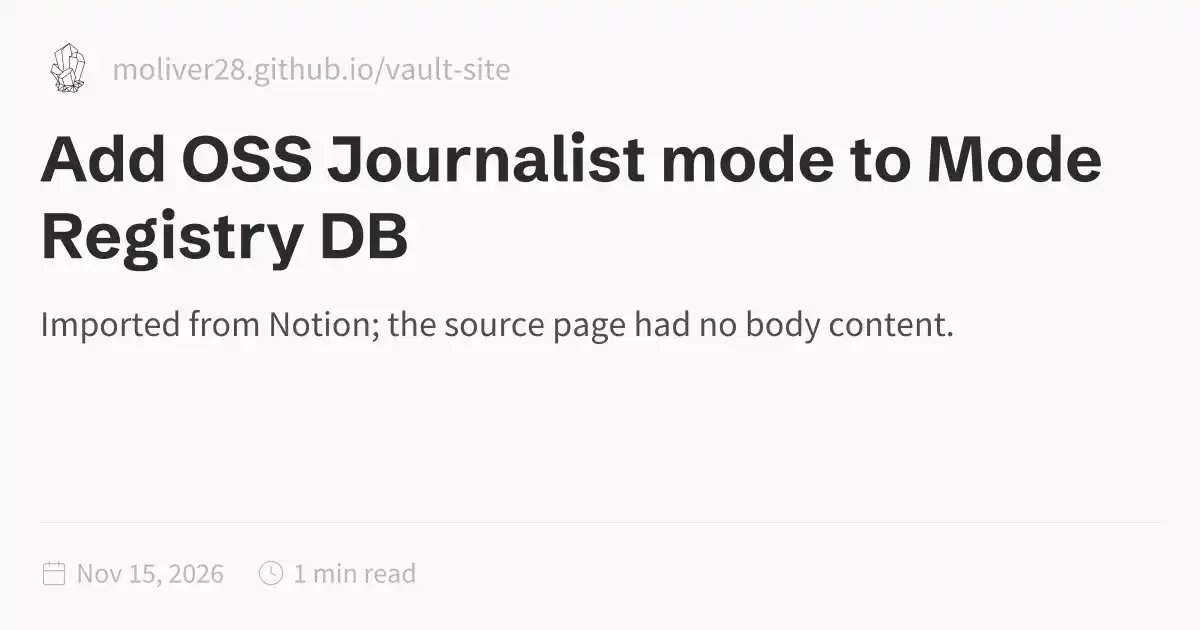 moliver28.github.io/vault-site
Add OSS Journalist mode to Mode
Registry DB
Imported from Notion; the source page had no body content.
Nov 15, 2026 1 min read